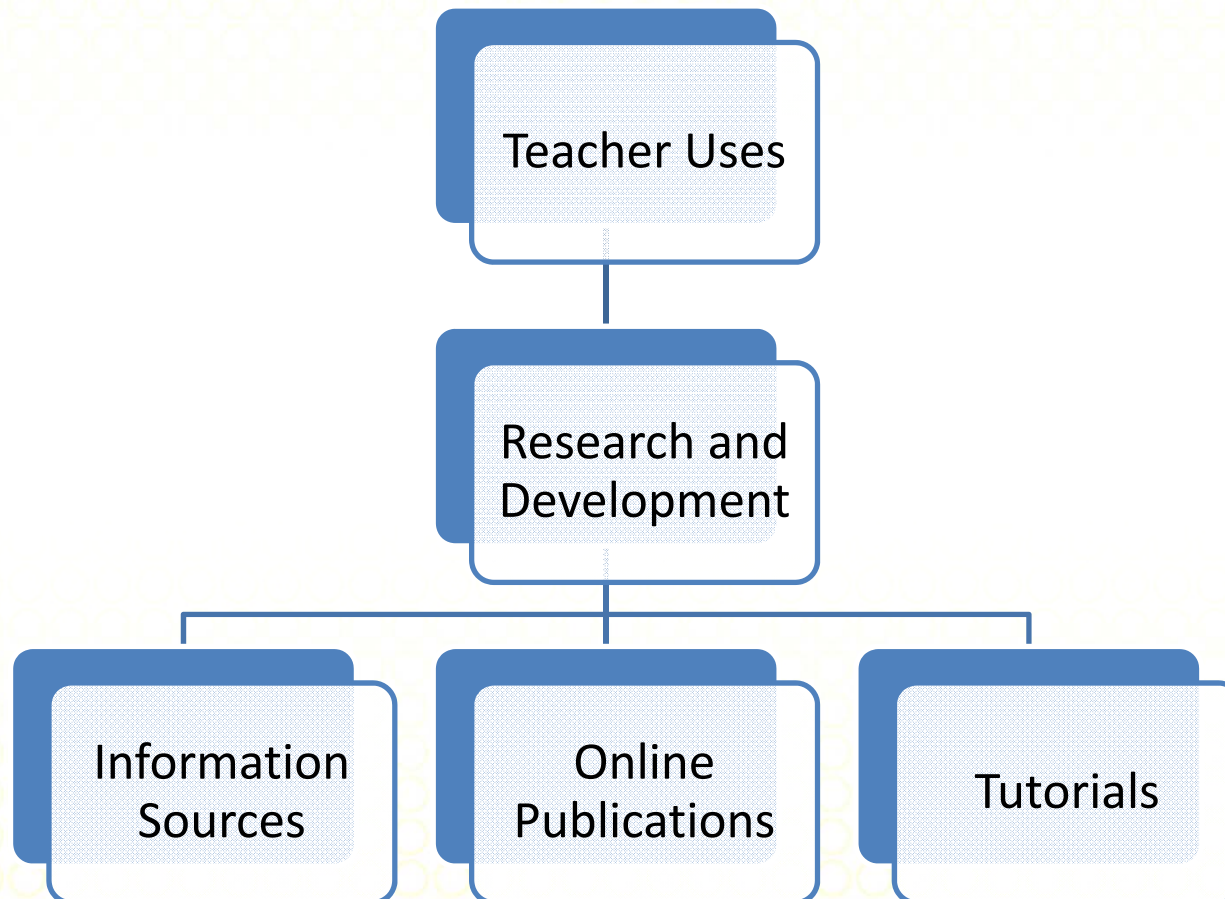 Teacher Uses
Research and
Development
Information
Sources
Online
Publications
Tutorials